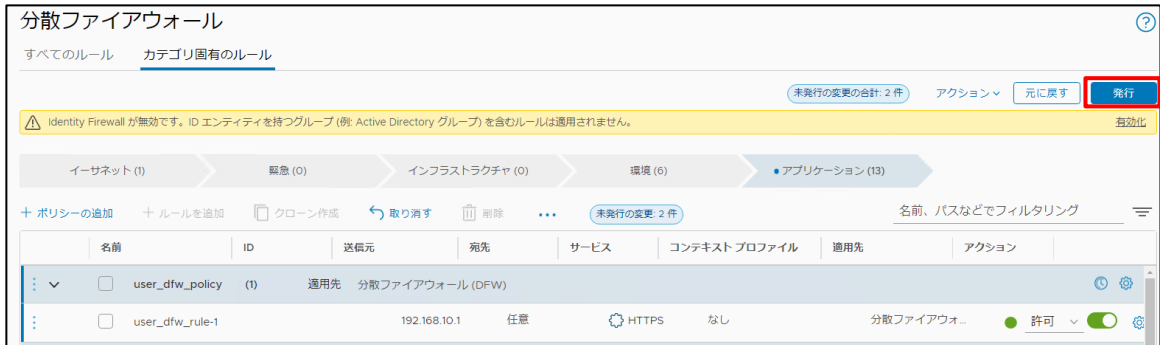 分散ファイアウォール
すべてのルール カテゴリ固有のルール
未発行の変更の合計: 2 件 アクション 元に戻す 発行
Identity Firewall が無効です。ID エンティティを持つグループ (例: Active Directory グループ) を含むルールは適用されません。 有効化
イーサネット (1) 緊急 (0) インフラストラクチャ (0) 環境 (6) アプリケーション (13)
+ ポリシーの追加 + ルールを追加 クローン作成 取り消す 削除 ... 未発行の変更: 2 件 名前、パスなどでフィルタリング
名前 ID 送信元 宛先 サービス コンテキスト プロファイル 適用先 アクション
user_dfw_policy (1) 適用先 分散ファイアウォール (DFW)
user_dfw_rule-1 192.168.10.1 任意 HTTPS なし 分散ファイアウォ... 許可